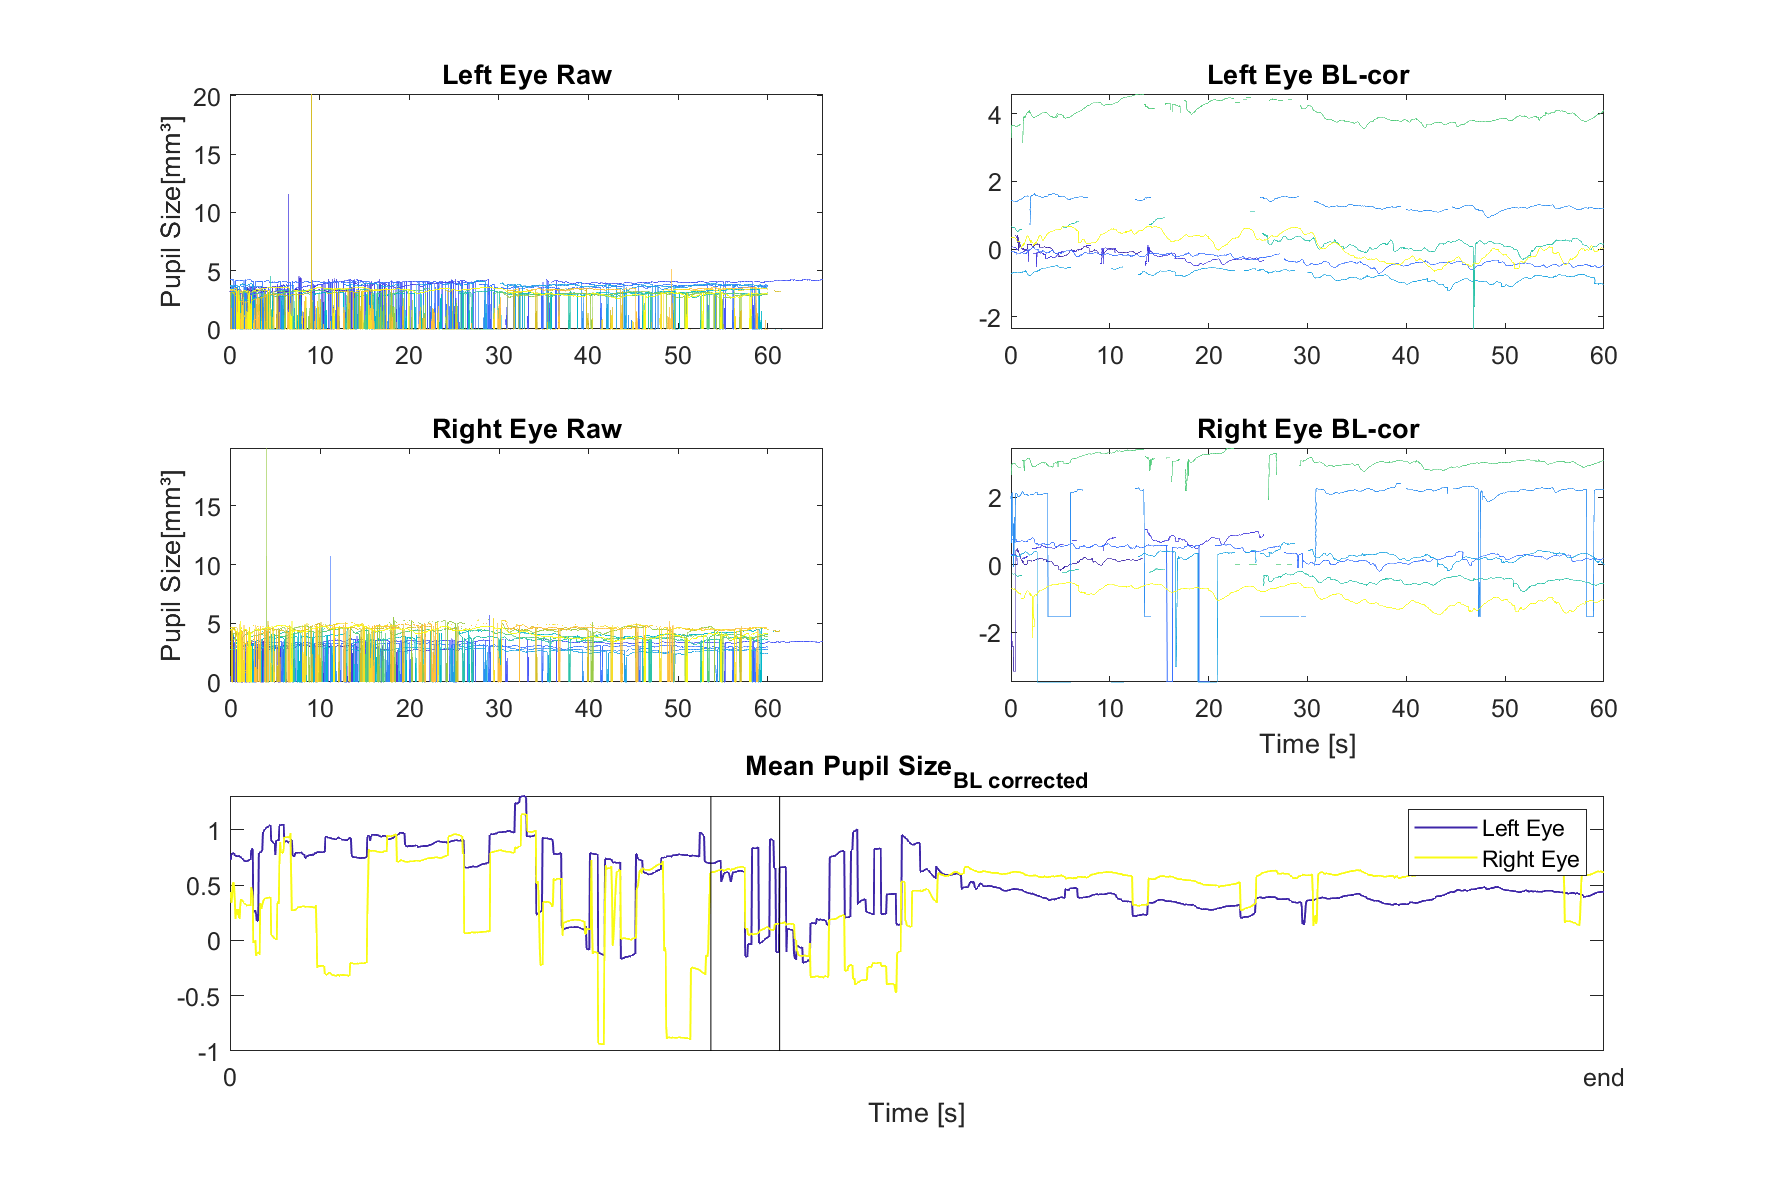 Left Eye Raw
Pupil Size[mm³]
20
15
10
5
0
0 10 20 30 40 50 60
Left Eye BL-cor
4
2
0
-2
0 10 20 30 40 50 60
Right Eye Raw
Pupil Size[mm³]
15
10
5
0
0 10 20 30 40 50 60
Right Eye BL-cor
2
0
-2
0 10 20 30 40 50 60
Time [s]
Mean Pupil Size BL corrected
1
0.5
0
-0.5
-1
Left Eye
Right Eye
0 end
Time [s]